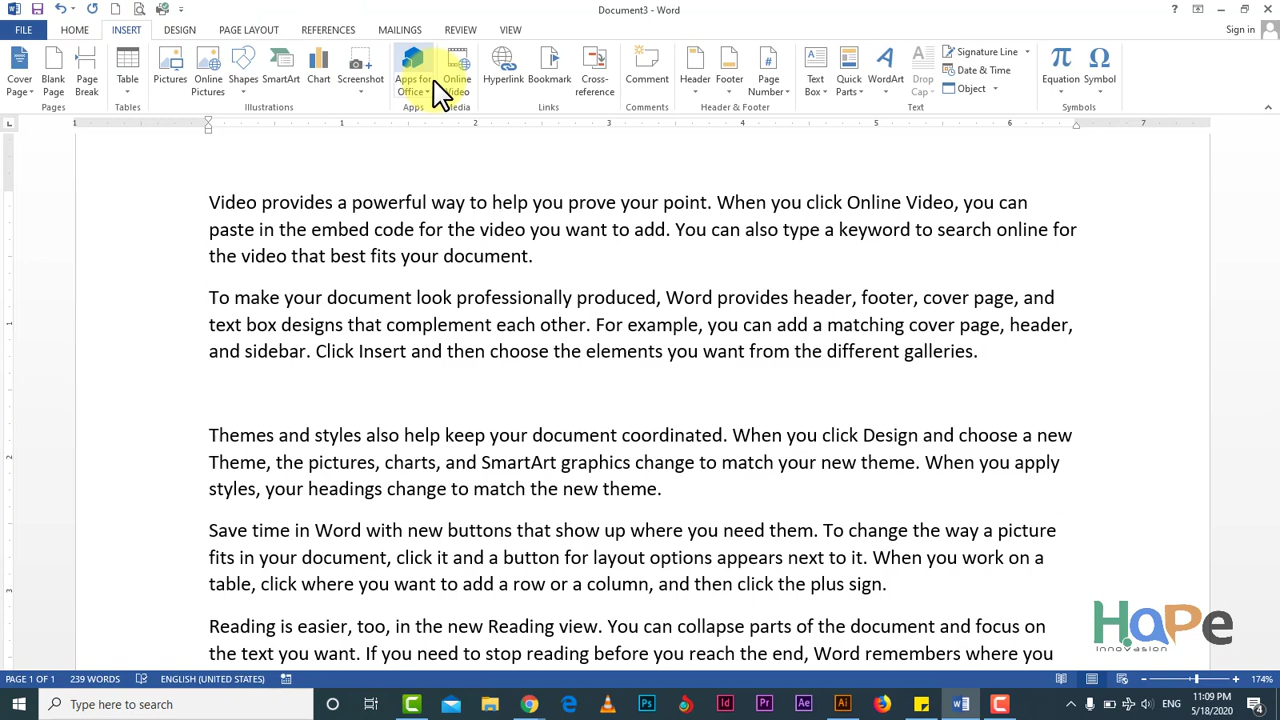 Document3 - Word
FILE HOME INSERT DESIGN PAGE LAYOUT REFERENCES MAILINGS REVIEW VIEW Sign in
Cover Page Blank Page Page Break Table Pictures Online Pictures Shapes SmartArt Chart Screenshot Apps for Office Online Video Hyperlink Bookmark Cross-reference Comment Header Footer Page Number Text Box Quick Parts WordArt Drop Cap Signature Line Date & Time Object Equation Symbol
Pages Tables Illustrations Apps Media Links Comments Header & Footer Text Symbols
1 1 2 3 4 5 6 7
Video provides a powerful way to help you prove your point. When you click Online Video, you can
paste in the embed code for the video you want to add. You can also type a keyword to search online for
the video that best fits your document.
To make your document look professionally produced, Word provides header, footer, cover page, and
text box designs that complement each other. For example, you can add a matching cover page, header,
and sidebar. Click Insert and then choose the elements you want from the different galleries.
Themes and styles also help keep your document coordinated. When you click Design and choose a new
Theme, the pictures, charts, and SmartArt graphics change to match your new theme. When you apply
styles, your headings change to match the new theme.
Save time in Word with new buttons that show up where you need them. To change the way a picture
fits in your document, click it and a button for layout options appears next to it. When you work on a
table, click where you want to add a row or a column, and then click the plus sign.
Reading is easier, too, in the new Reading view. You can collapse parts of the document and focus on
the text you want. If you need to stop reading before you reach the end, Word remembers where you
HOPe
innovasion
PAGE 1 OF 1 239 WORDS ENGLISH (UNITED STATES) 174%
Type here to search
11:09 PM
5/18/2020